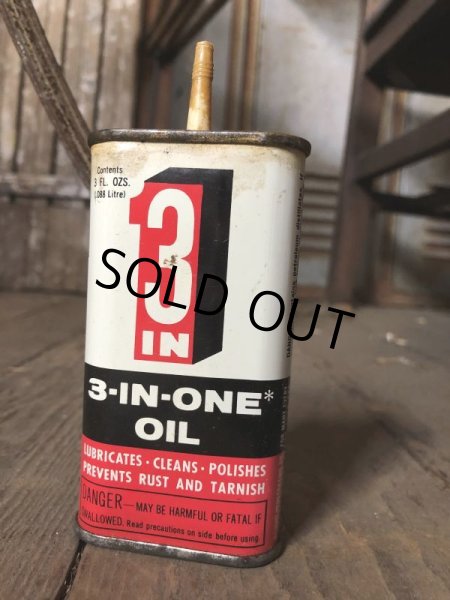 Contents
3 FL. OZS.
(.088 Litre)
3
IN
1
SOLD OUT
3-IN-ONE*
OIL
LUBRICATES · CLEANS · POLISHES
PREVENTS RUST AND TARNISH
DANGER—MAY BE HARMFUL OR FATAL IF
SWALLOWED. Read precautions on side before using.